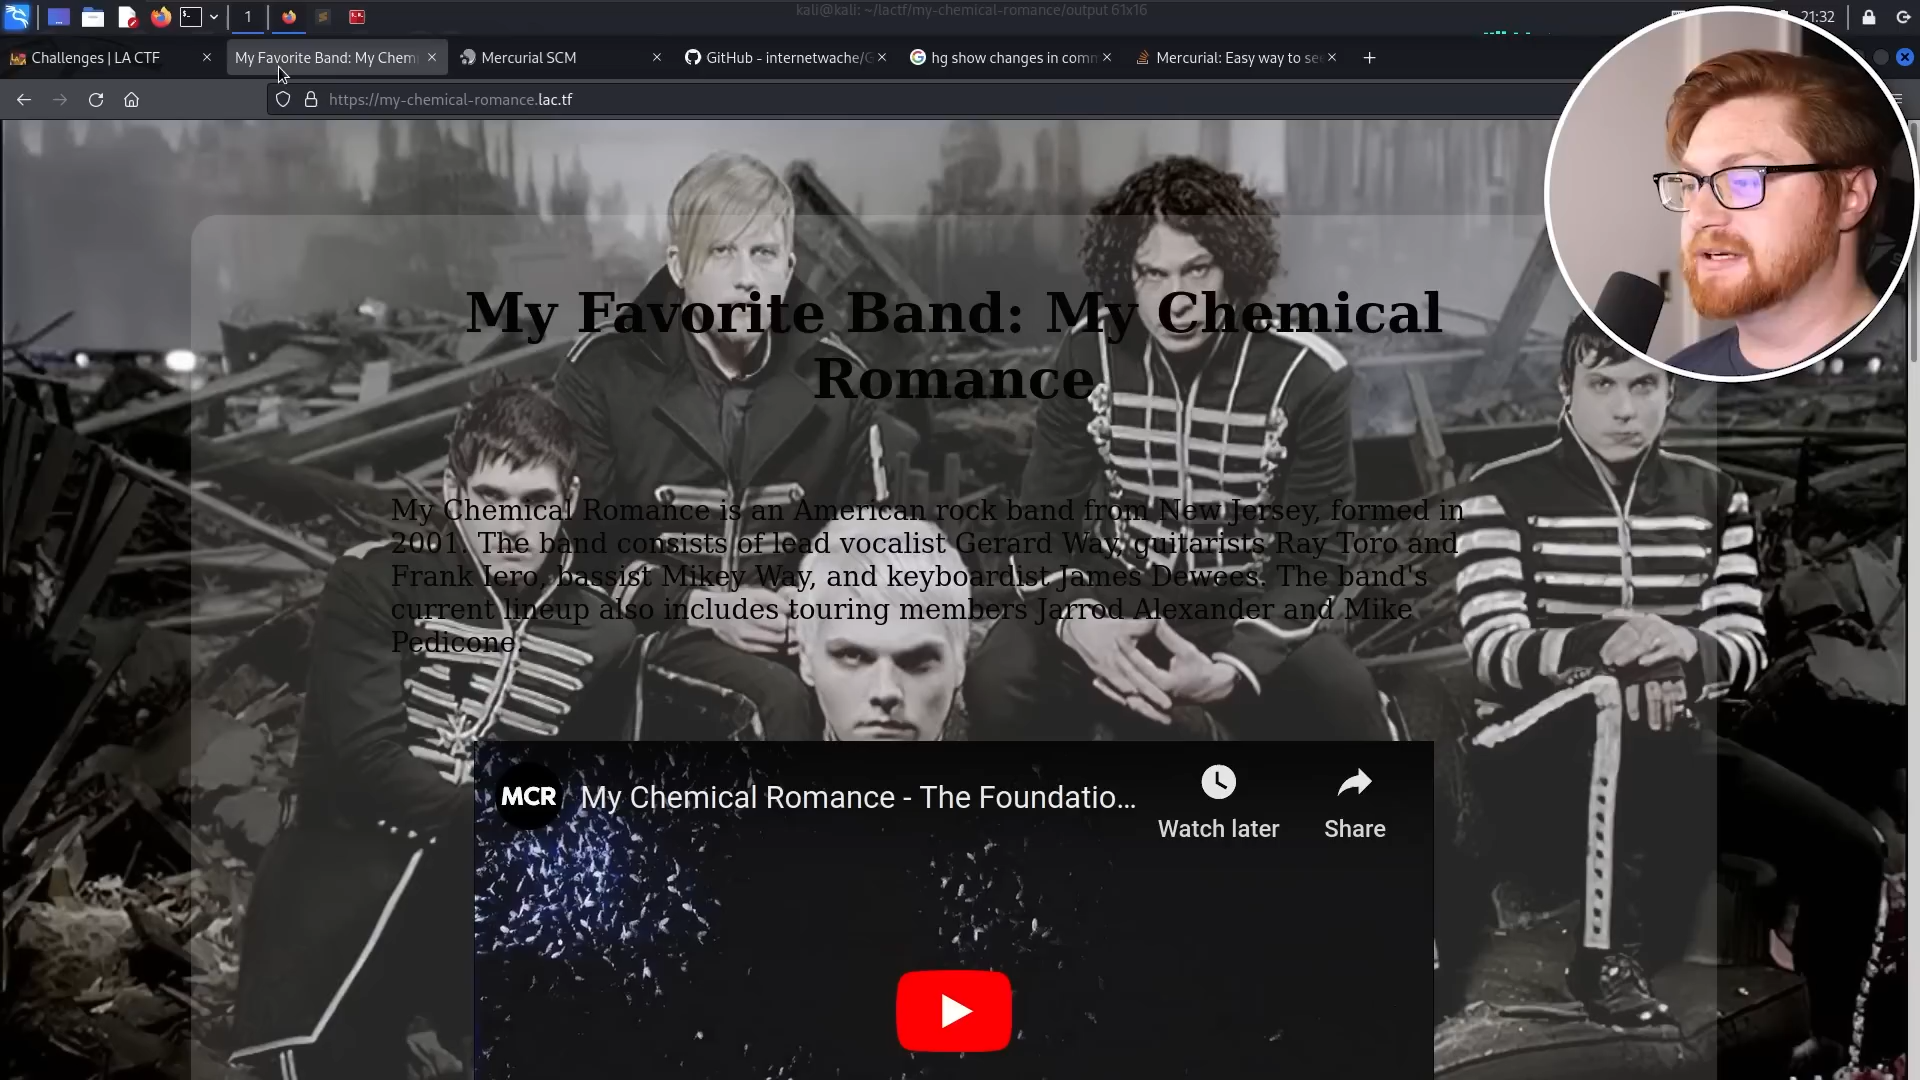 kali@kali: ~/lactf/my-chemical-romance/output 61x16
1
21:32
Challenges | LA CTF
My Favorite Band: My Chem
Mercurial SCM
GitHub - internetwache/G
hg show changes in comm
Mercurial: Easy way to se
https://my-chemical-romance.lac.tf
My Favorite Band: My Chemical
Romance
My Chemical Romance is an American rock band from New Jersey, formed in
2001. The band consists of lead vocalist Gerard Way, guitarists Ray Toro and
Frank Iero, bassist Mikey Way, and keyboardist James Dewees. The band's
current lineup also includes touring members Jarrod Alexander and Mike
Pedicone.
MCR
My Chemical Romance - The Foundatio...
Watch later
Share